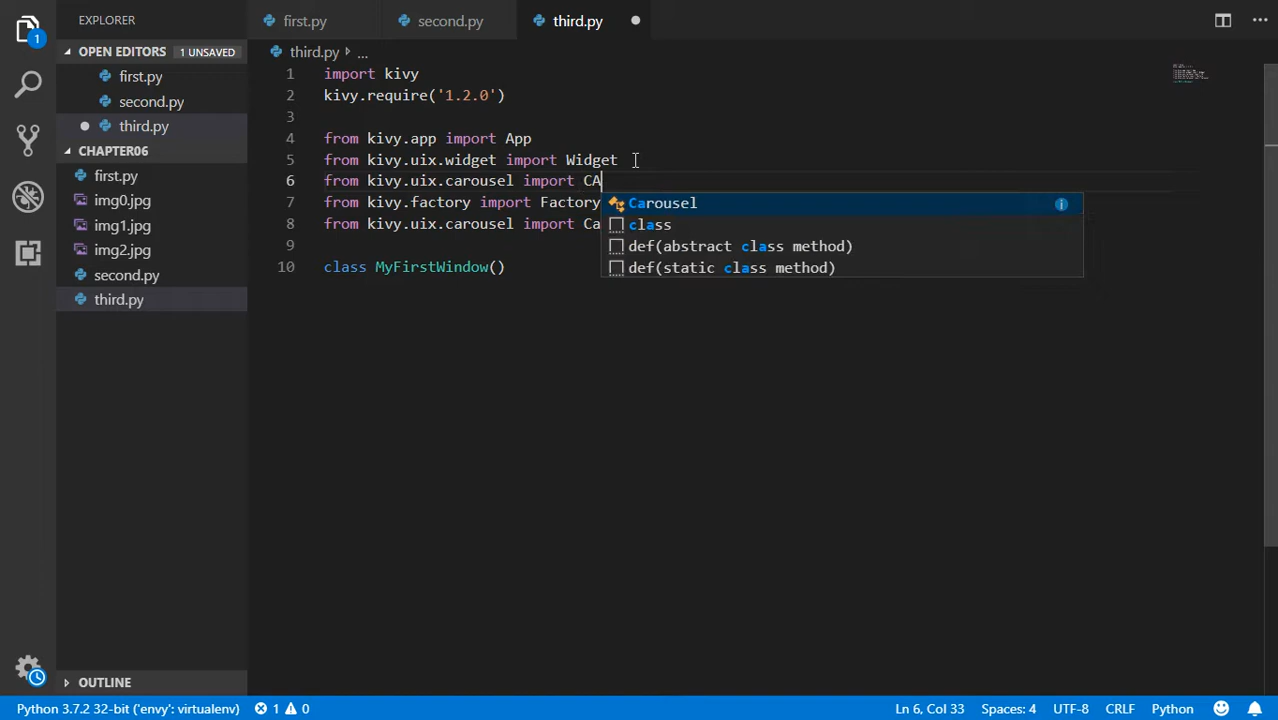 EXPLORER
first.py
second.py
third.py
OPEN EDITORS 1 UNSAVED
first.py
second.py
third.py
CHAPTER06
first.py
img0.jpg
img1.jpg
img2.jpg
second.py
third.py
OUTLINE
1
third.py ...
1 import kivy
2 kivy.require('1.2.0')
3
4 from kivy.app import App
5 from kivy.uix.widget import Widget
6 from kivy.uix.carousel import CA
7 from kivy.factory import Factory
8 from kivy.uix.carousel import Ca
9
10 class MyFirstWindow()
Carousel
class
def(abstract class method)
def(static class method)
Python 3.7.2 32-bit ('envy': virtualenv) 1 0 Ln 6, Col 33 Spaces: 4 UTF-8 CRLF Python